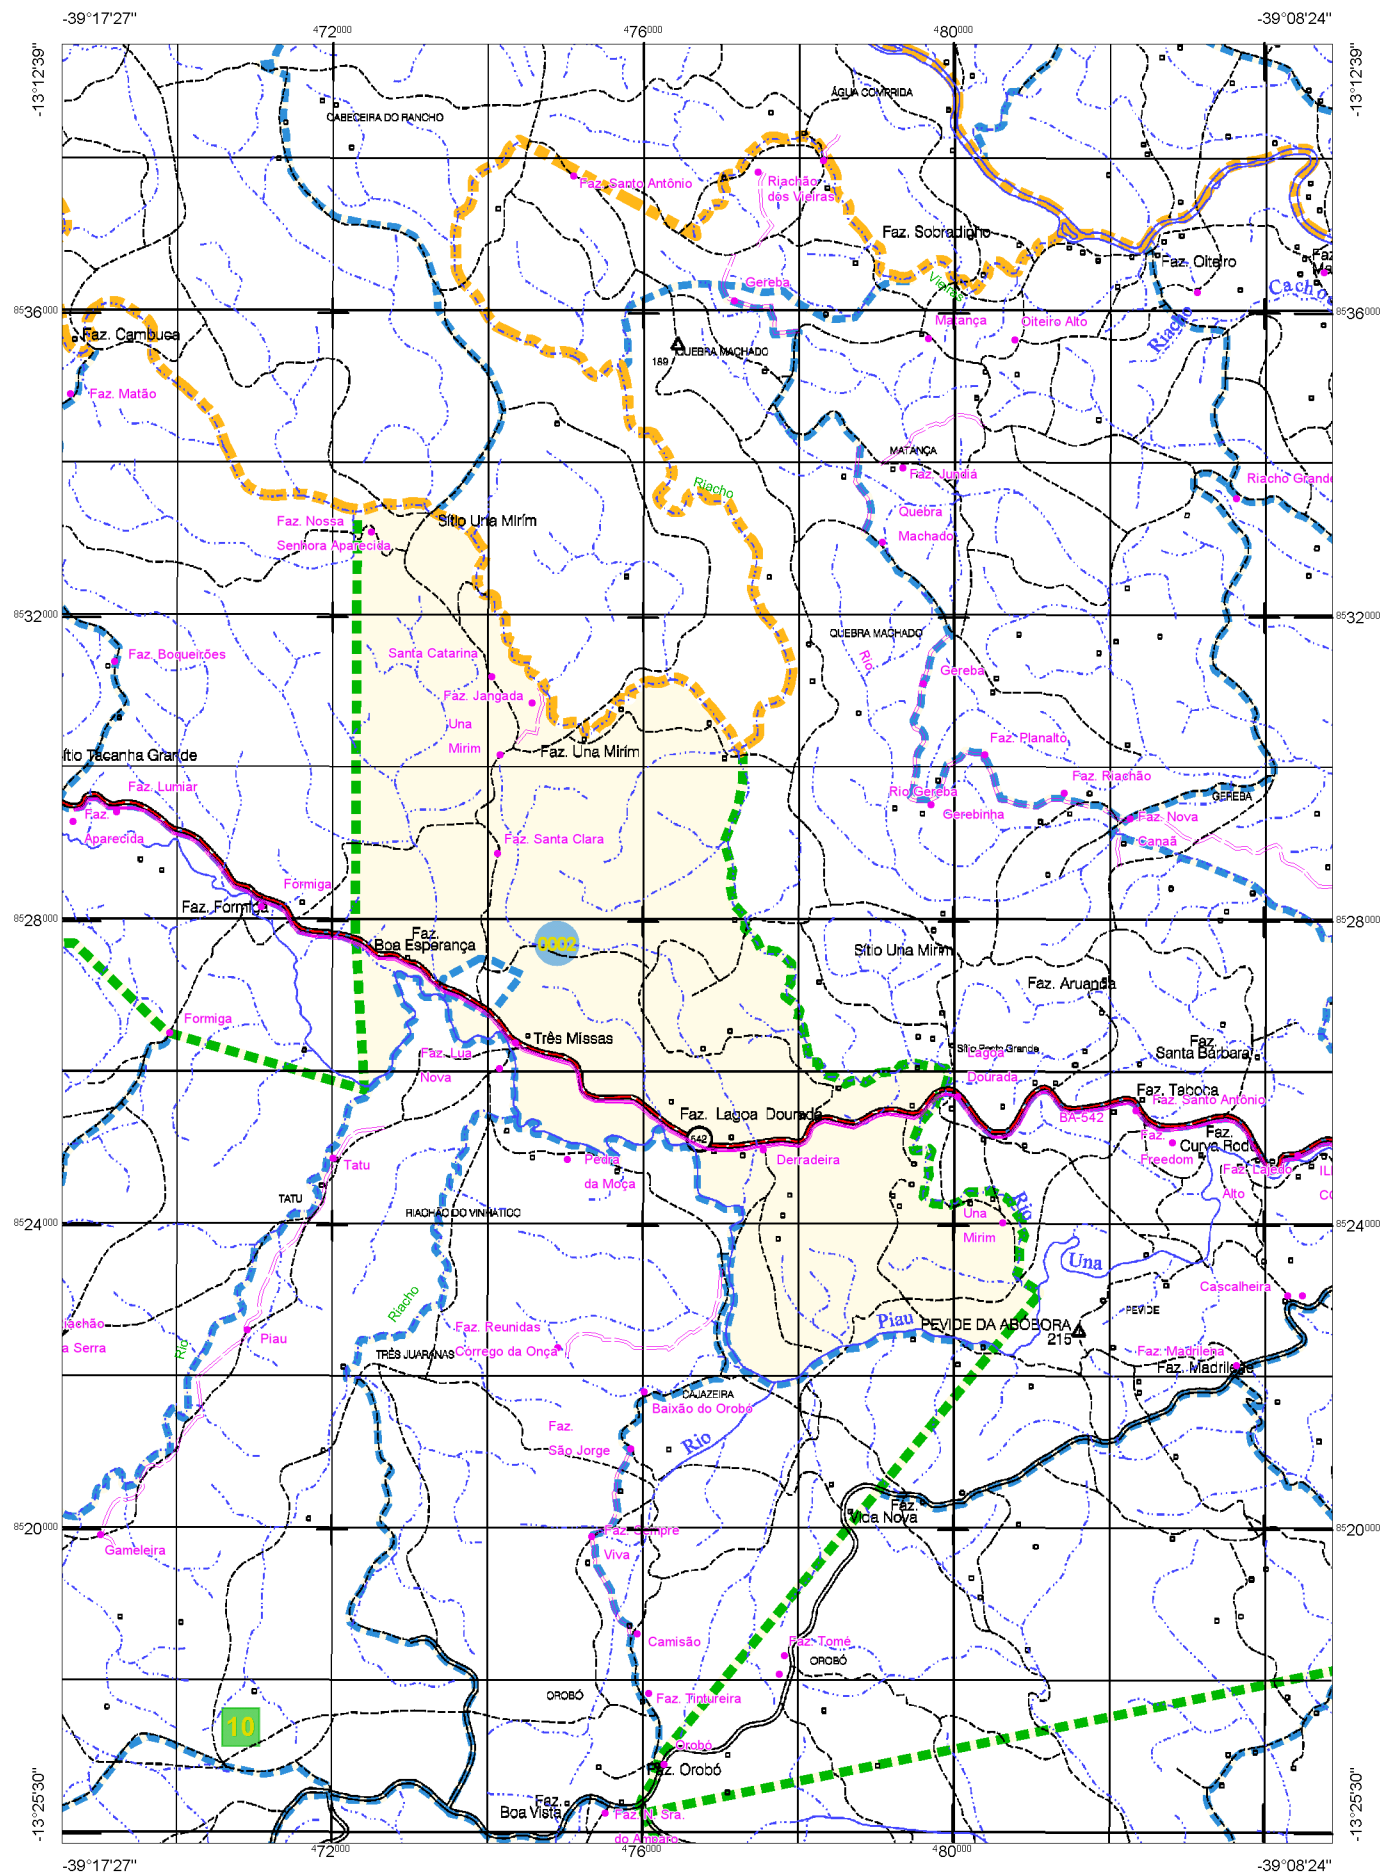 -39°17'27"
-39°08'24"
472000
476000
480000
-13°12'39"
-13°12'39"
ÁGUA COMPRIDA
CABECEIRA DO RANCHO
Faz. Santo Antônio
Riachão
dos Vieiras
Faz. Sobradinho
Faz. Oiteiro
Faz.
Gereba
Vieiras
8536000
8536000
Matança
Oiteiro Alto
Riacho
Faz. Cambuca
189
QUEBRA MACHADO
Faz. Matão
MATANÇA
Faz. Jundiá
Riacho
Riacho Grande
Quebra
Machado
Faz. Nossa
Senhora Aparecida
Sítio Una Mirím
8532000
8532000
QUEBRA MACHADO
Rio
Faz. Boqueirões
Santa Catarina
Gereba
Faz. Jangada
Una
Mirim
Faz. Una Mirím
Faz. Planalto
ítio Tacanha Grande
Faz. Riachão
Faz. Lumiar
Rio Gereba
Gerebinha
GEREBA
Faz.
Aparecida
Faz. Nova
Canaã
Faz. Santa Clara
Formiga
Faz. Formiga
8528000
8528000
Faz.
Boa Esperança
0002
Sítio Una Mirim
Faz. Aruanda
Formiga
Três Missas
Faz. Lua
Nova
Lagoa
Dourada
Faz.
Santa Bárbara
Faz. Taboca
Faz. Santo Antônio
BA-542
Faz. Lagoa Dourada
542
Faz.
Freedom
Faz.
Curva Rodo
Faz. Lajedo
Alto
Derradeira
Pedra
da Moça
Tatu
TATU
RIACHÃO DO VINHÁTICO
Rio
Una
Mirim
8524000
8524000
Una
Cascalheira
Riacho
PEVIDE
Piau
PEVIDE DA ABÓBORA
215
iachão
a Serra
Piau
Rio
Faz. Reunidas
Córrego da Onça
TRÊS JUARANAS
Faz. Madrilena
Faz. Madrilena
CAJAZEIRA
Baixão do Orobó
Faz.
São Jorge
Rio
Faz.
Vida Nova
8520000
8520000
Gameleira
Faz. Sempre
Viva
Camisão
Faz. Tomé
OROBÓ
OROBÓ
Faz. Tintureira
10
Orobó
Faz. Orobó
Faz.
Boa Vista
Faz. N. Sra.
do Amparo
-13°25'30"
-13°25'30"
472000
476000
480000
-39°17'27"
-39°08'24"